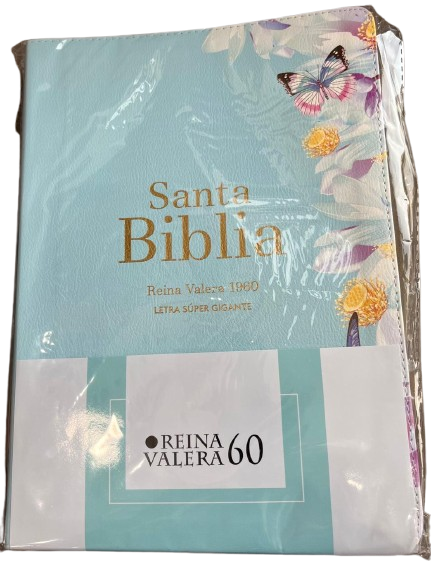 Santa
Biblia
Reina Valera 1960
LETRA SÚPER GIGANTE
REINA
VALERA 60